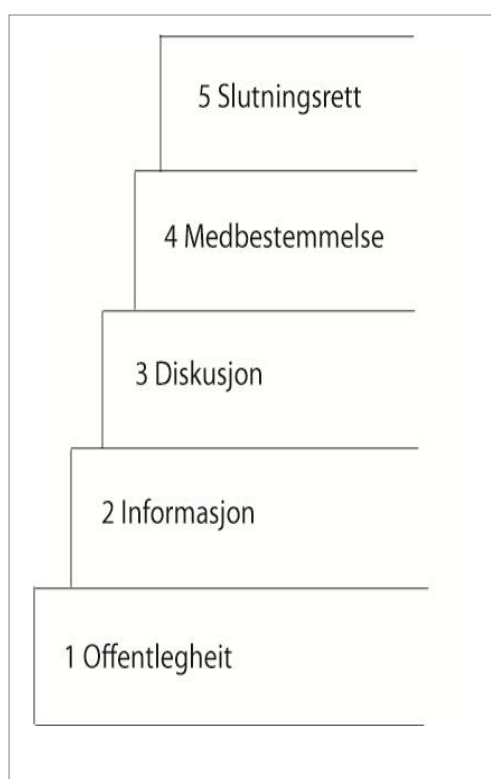 5 Slutningsrett
4 Medbestemmelse
3 Diskusjon
2 Informasjon
1 Offentlegheit